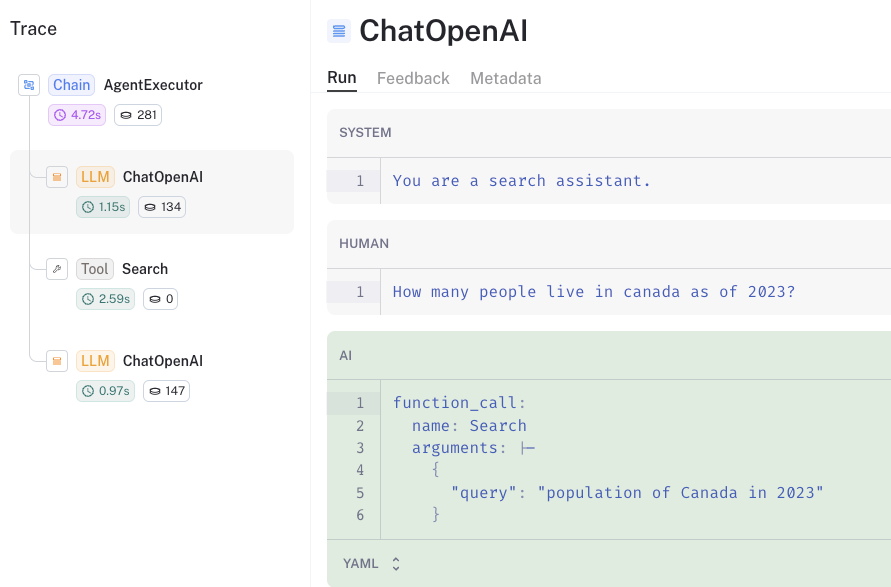 Trace
Chain AgentExecutor
4.72s 281
LLM ChatOpenAI
1.15s 134
Tool Search
2.59s 0
LLM ChatOpenAI
0.97s 147
ChatOpenAI
Run Feedback Metadata
SYSTEM
1 You are a search assistant.
HUMAN
1 How many people live in canada as of 2023?
AI
1 function_call:
2 name: Search
3 arguments: |-
4 {
5 "query": "population of Canada in 2023"
6 }
YAML